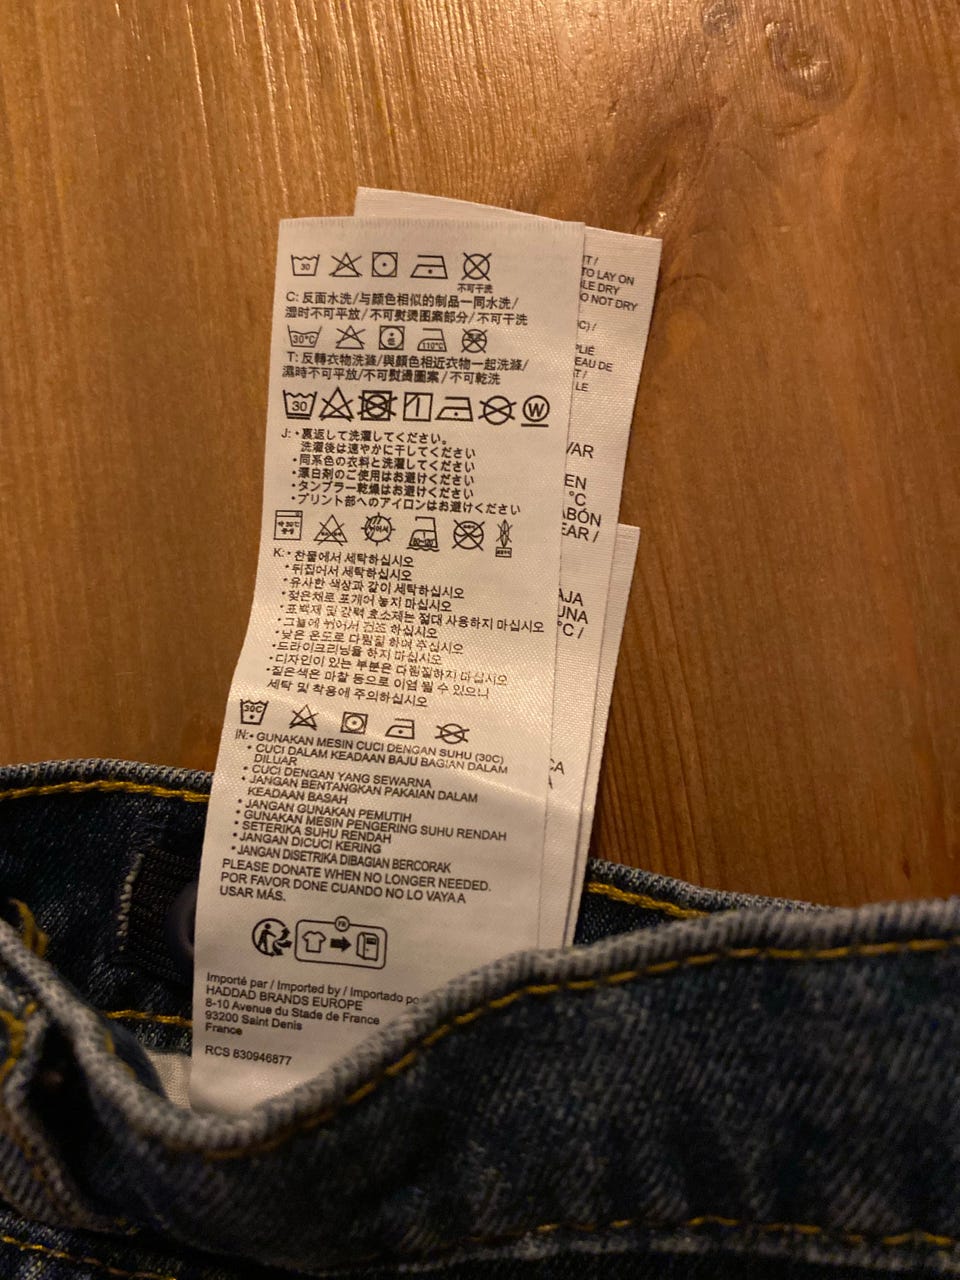 30
不可干洗
C: 反面水洗/与颜色相似的制品一同水洗/
湿时不可平放/不可熨烫图案部分/不可干洗
30°C
110°C
T: 反轉衣物洗滌/與顏色相近衣物一起洗滌/
濕時不可平放/不可熨燙圖案/不可乾洗
30
W
J: • 裏返して洗濯してください。
洗濯後は速やかに干してください
• 同系色の衣料と洗濯してください
• 漂白剤のご使用はお避けください
• タンブラー乾燥はお避けください
• プリント部へのアイロンはお避けください
K: • 찬물에서 세탁하십시오
• 뒤집어서 세탁하십시오
• 유사한 색상과 같이 세탁하십시오
• 젖은채로 포개어 놓지 마십시오
• 표백제 및 강력 효소제는 절대 사용하지 마십시오
• 그늘에 뉘어서 건조 하십시오
• 낮은 온도로 다림질 하여 주십시오
• 드라이크리닝을 하지 마십시오
• 디자인이 있는 부분은 다림질하지 마십시오
• 짙은색은 마찰 등으로 이염 될 수 있으니
세탁 및 착용에 주의하십시오
30C
IN: • GUNAKAN MESIN CUCI DENGAN SUHU (30C)
• CUCI DALAM KEADAAN BAJU BAGIAN DALAM
DILUAR
• CUCI DENGAN YANG SEWARNA
• JANGAN BENTANGKAN PAKAIAN DALAM
KEADAAN BASAH
• JANGAN GUNAKAN PEMUTIH
• GUNAKAN MESIN PENGERING SUHU RENDAH
• SETERIKA SUHU RENDAH
• JANGAN DICUCI KERING
• JANGAN DISETRIKA DIBAGIAN BERCORAK
PLEASE DONATE WHEN NO LONGER NEEDED.
POR FAVOR DONE CUANDO NO LO VAYA A
USAR MÁS.
FR
Importé par / Imported by / Importado po
HADDAD BRANDS EUROPE
8-10 Avenue du Stade de France
93200 Saint Denis
France
RCS 830946877
IT /
TO LAY ON
LE DRY
O NOT DRY
C) /
PLIÉ
EAU DE
T /
LE
VAR
EN
°C
ABÓN
EAR /
AJA
UNA
°C /
CA
A